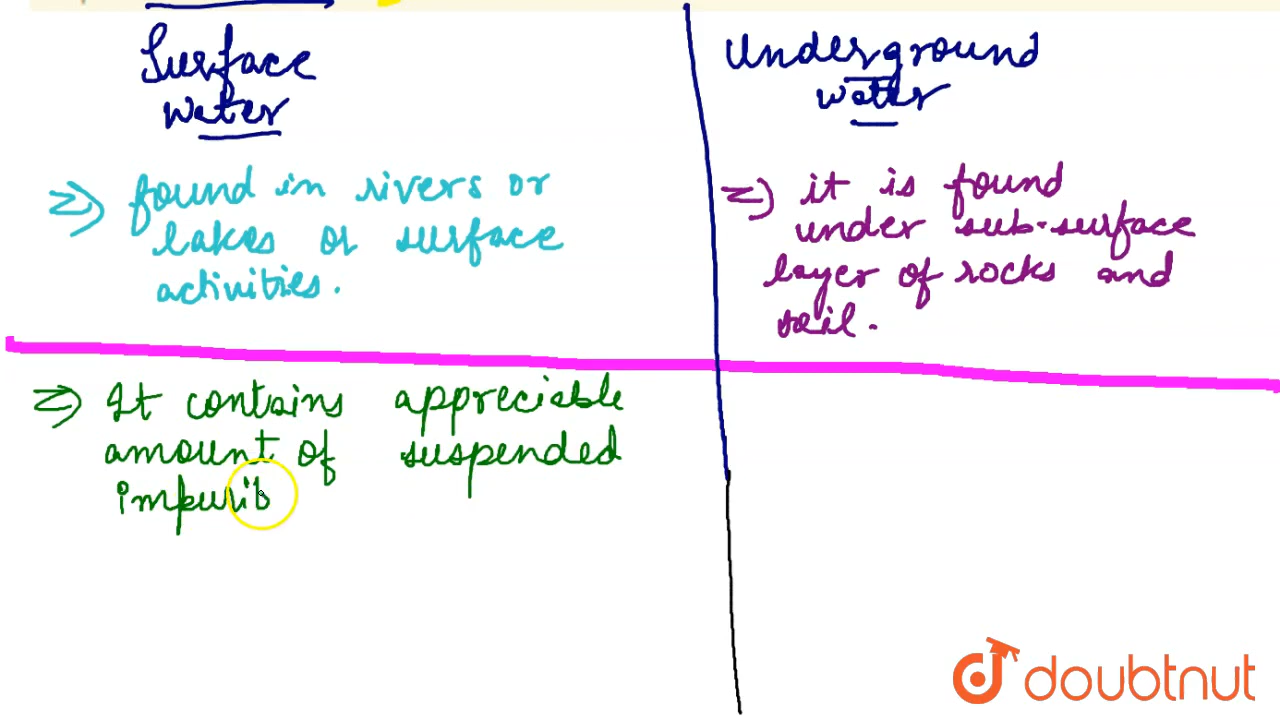 Surface
water
found in rivers or
lakes or surface
activities.
Underground
water
it is found
under sub-surface
layer of rocks and
soil.
It contains appreciable
amount of suspended
impuriti
doubtnut